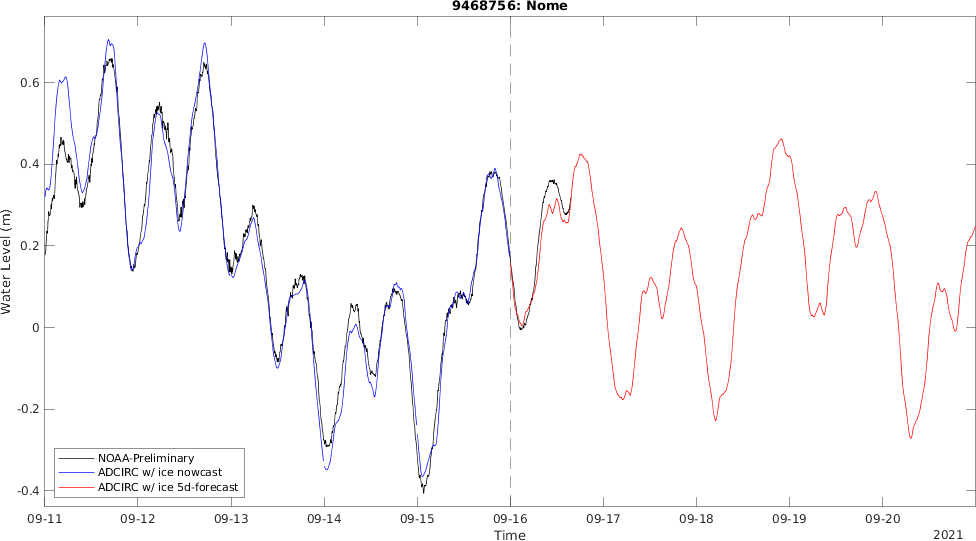 9468756: Nome
Water Level (m)
0.6
0.4
0.2
0
-0.2
-0.4
NOAA-Preliminary
ADCIRC w/ ice nowcast
ADCIRC w/ ice 5d-forecast
09-11 09-12 09-13 09-14 09-15 09-16 09-17 09-18 09-19 09-20
Time
2021